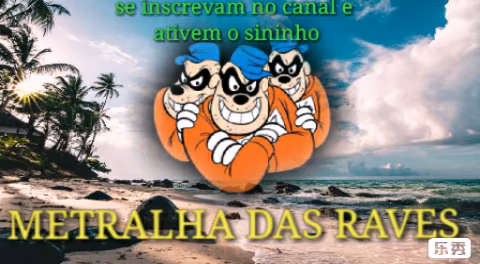 se inscrevam no canal e
ativem o sininho
METRALHA DAS RAVES
乐秀